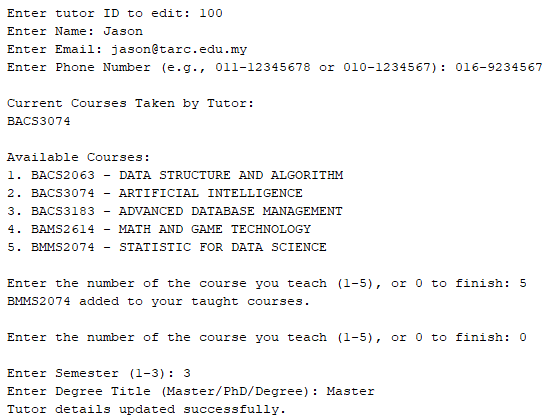 Enter tutor ID to edit: 100
Enter Name: Jason
Enter Email: jason@tarc.edu.my
Enter Phone Number (e.g., 011-12345678 or 010-1234567): 016-9234567
Current Courses Taken by Tutor:
BACS3074
Available Courses:
1. BACS2063 - DATA STRUCTURE AND ALGORITHM
2. BACS3074 - ARTIFICIAL INTELLIGENCE
3. BACS3183 - ADVANCED DATABASE MANAGEMENT
4. BAMS2614 - MATH AND GAME TECHNOLOGY
5. BMMS2074 - STATISTIC FOR DATA SCIENCE
Enter the number of the course you teach (1-5), or 0 to finish: 5
BMMS2074 added to your taught courses.
Enter the number of the course you teach (1-5), or 0 to finish: 0
Enter Semester (1-3): 3
Enter Degree Title (Master/PhD/Degree): Master
Tutor details updated successfully.